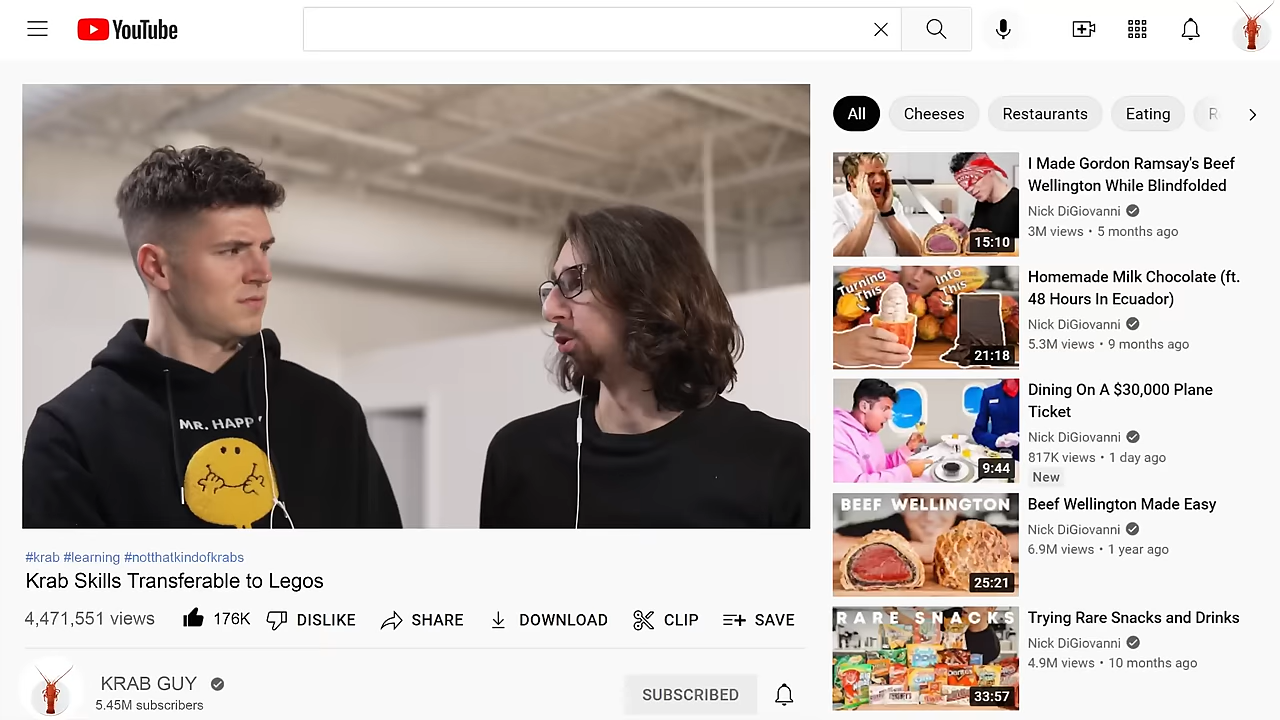 YouTube
All
Cheeses
Restaurants
Eating
MR. HAPPY
#krab #learning #notthatkindofkrabs
Krab Skills Transferable to Legos
4,471,551 views
176K
DISLIKE
SHARE
DOWNLOAD
CLIP
SAVE
KRAB GUY
5.45M subscribers
SUBSCRIBED
15:10
I Made Gordon Ramsay's Beef
Wellington While Blindfolded
Nick DiGiovanni
3M views • 5 months ago
Turning
This
Into
This
21:18
Homemade Milk Chocolate (ft.
48 Hours In Ecuador)
Nick DiGiovanni
5.3M views • 9 months ago
9:44
Dining On A $30,000 Plane
Ticket
Nick DiGiovanni
817K views • 1 day ago
New
BEEF WELLINGTON
25:21
Beef Wellington Made Easy
Nick DiGiovanni
6.9M views • 1 year ago
RARE SNACKS
Doritos
33:57
Trying Rare Snacks and Drinks
Nick DiGiovanni
4.9M views • 10 months ago